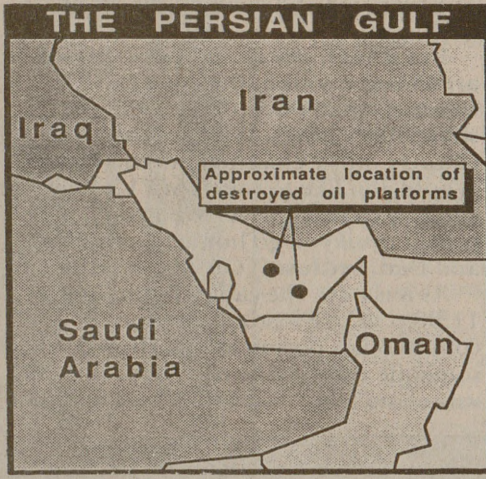 THE PERSIAN GULF
Iran
Iraq
Approximate location of
destroyed oil platforms
Saudi
Arabia
Oman